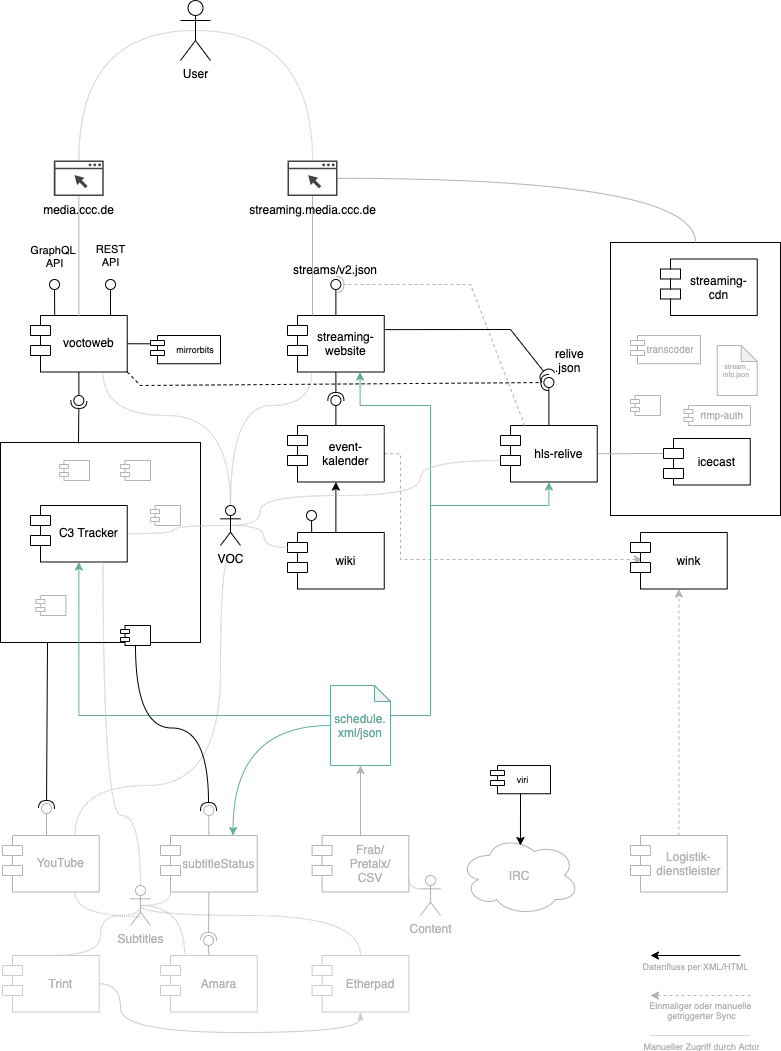 User
media.ccc.de
streaming.media.ccc.de
GraphQL
API
REST
API
streams/v2.json
streaming-
cdn
voctoweb
mirrorbits
streaming-
website
transcoder
relive
.json
stream_
info.json
rtmp-auth
event-
kalender
hls-relive
icecast
C3 Tracker
VOC
wiki
wink
schedule.
xml/json
viri
YouTube
subtitleStatus
Frab/
Pretalx/
CSV
IRC
Logistik-
dienstleister
Content
Subtitles
Trint
Amara
Etherpad
Datenfluss per XML/HTML
Einmaliger oder manuelle
getriggerter Sync
Manueller Zugriff durch Actor